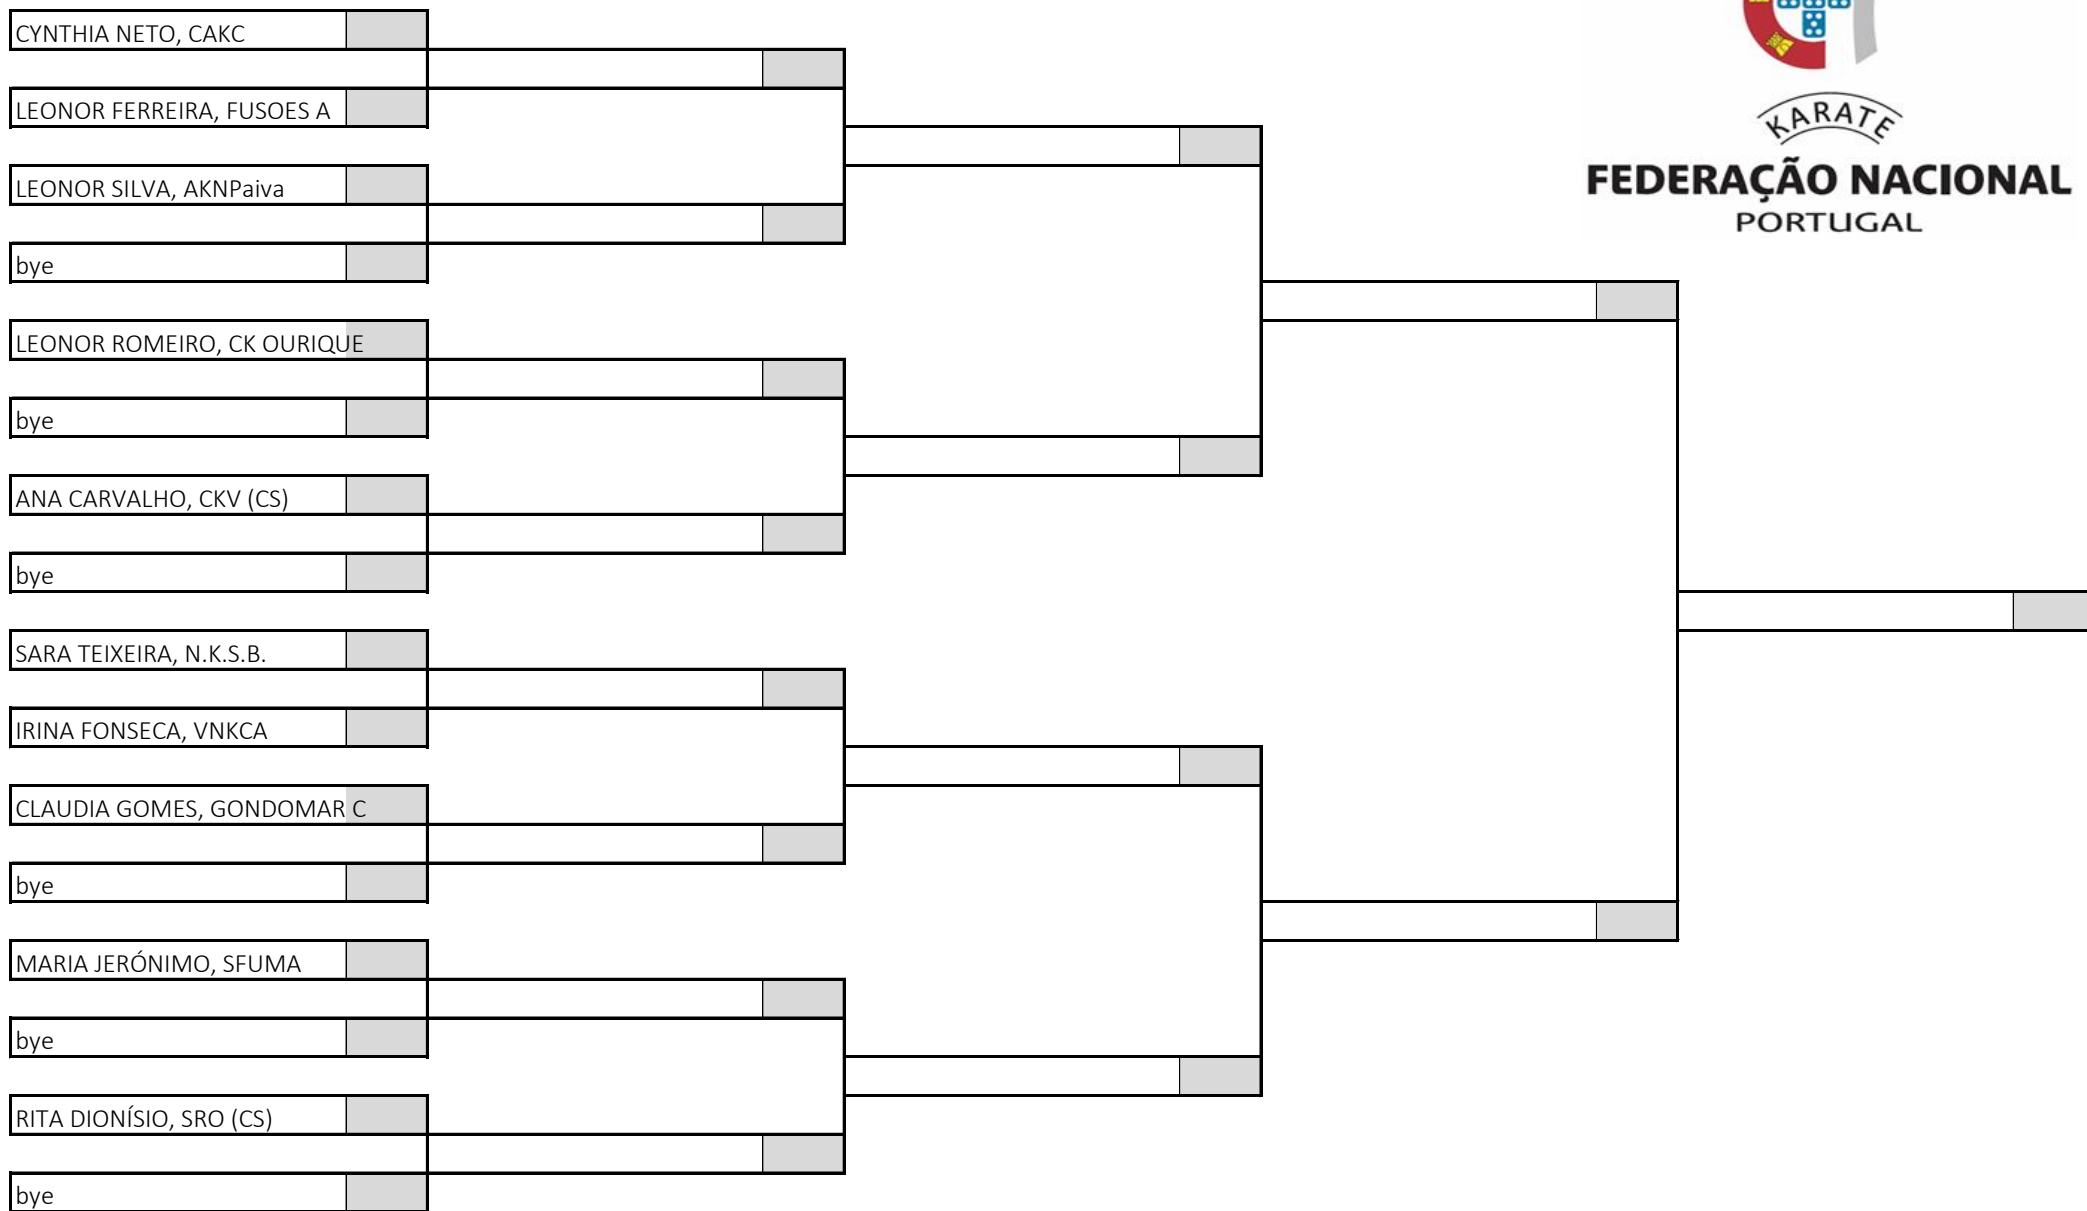 CYNTHIA NETO, CAKC
LEONOR FERREIRA, FUSOES A
LEONOR SILVA, AKNPaiva
bye
LEONOR ROMEIRO, CK OURIQUE
bye
ANA CARVALHO, CKV (CS)
bye
SARA TEIXEIRA, N.K.S.B.
IRINA FONSECA, VNKCA
CLAUDIA GOMES, GONDOMAR C
bye
MARIA JERÓNIMO, SFUMA
bye
RITA DIONÍSIO, SRO (CS)
bye
KARATE
FEDERAÇÃO NACIONAL
PORTUGAL